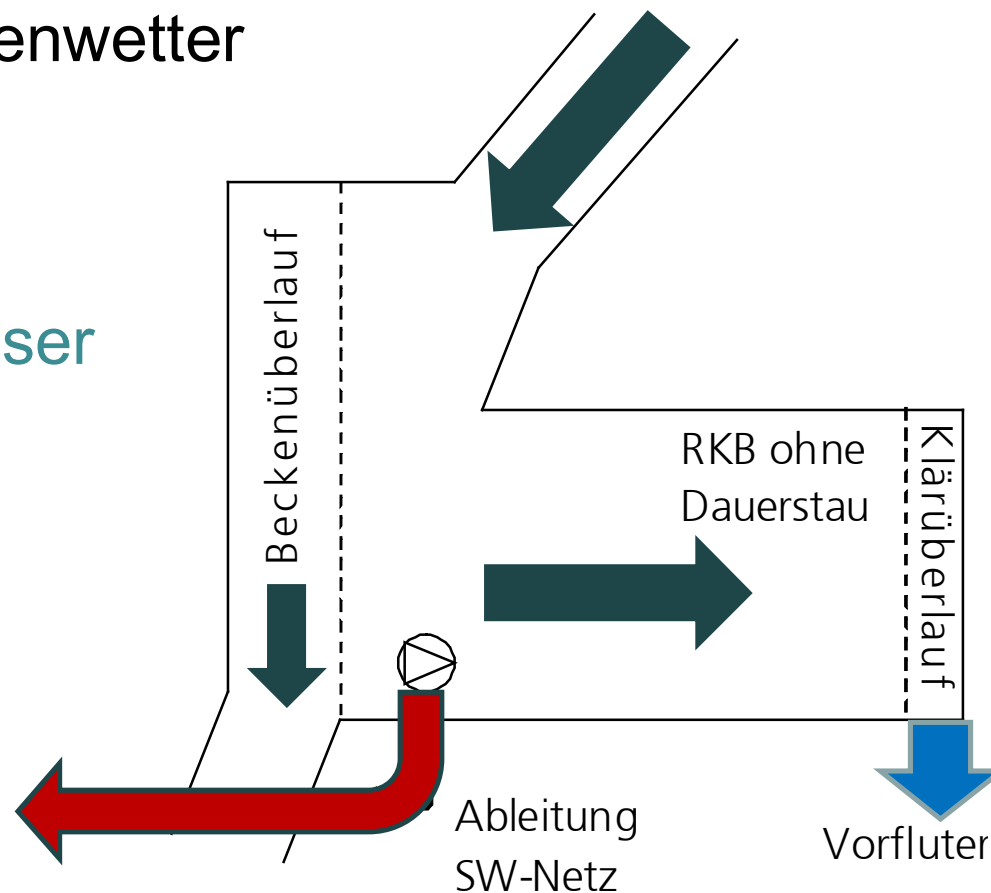 enwetter
ser
Beckenüberlauf
RKB ohne
Dauerstau
Klärüberlauf
Ableitung
SW-Netz
Vorfluter